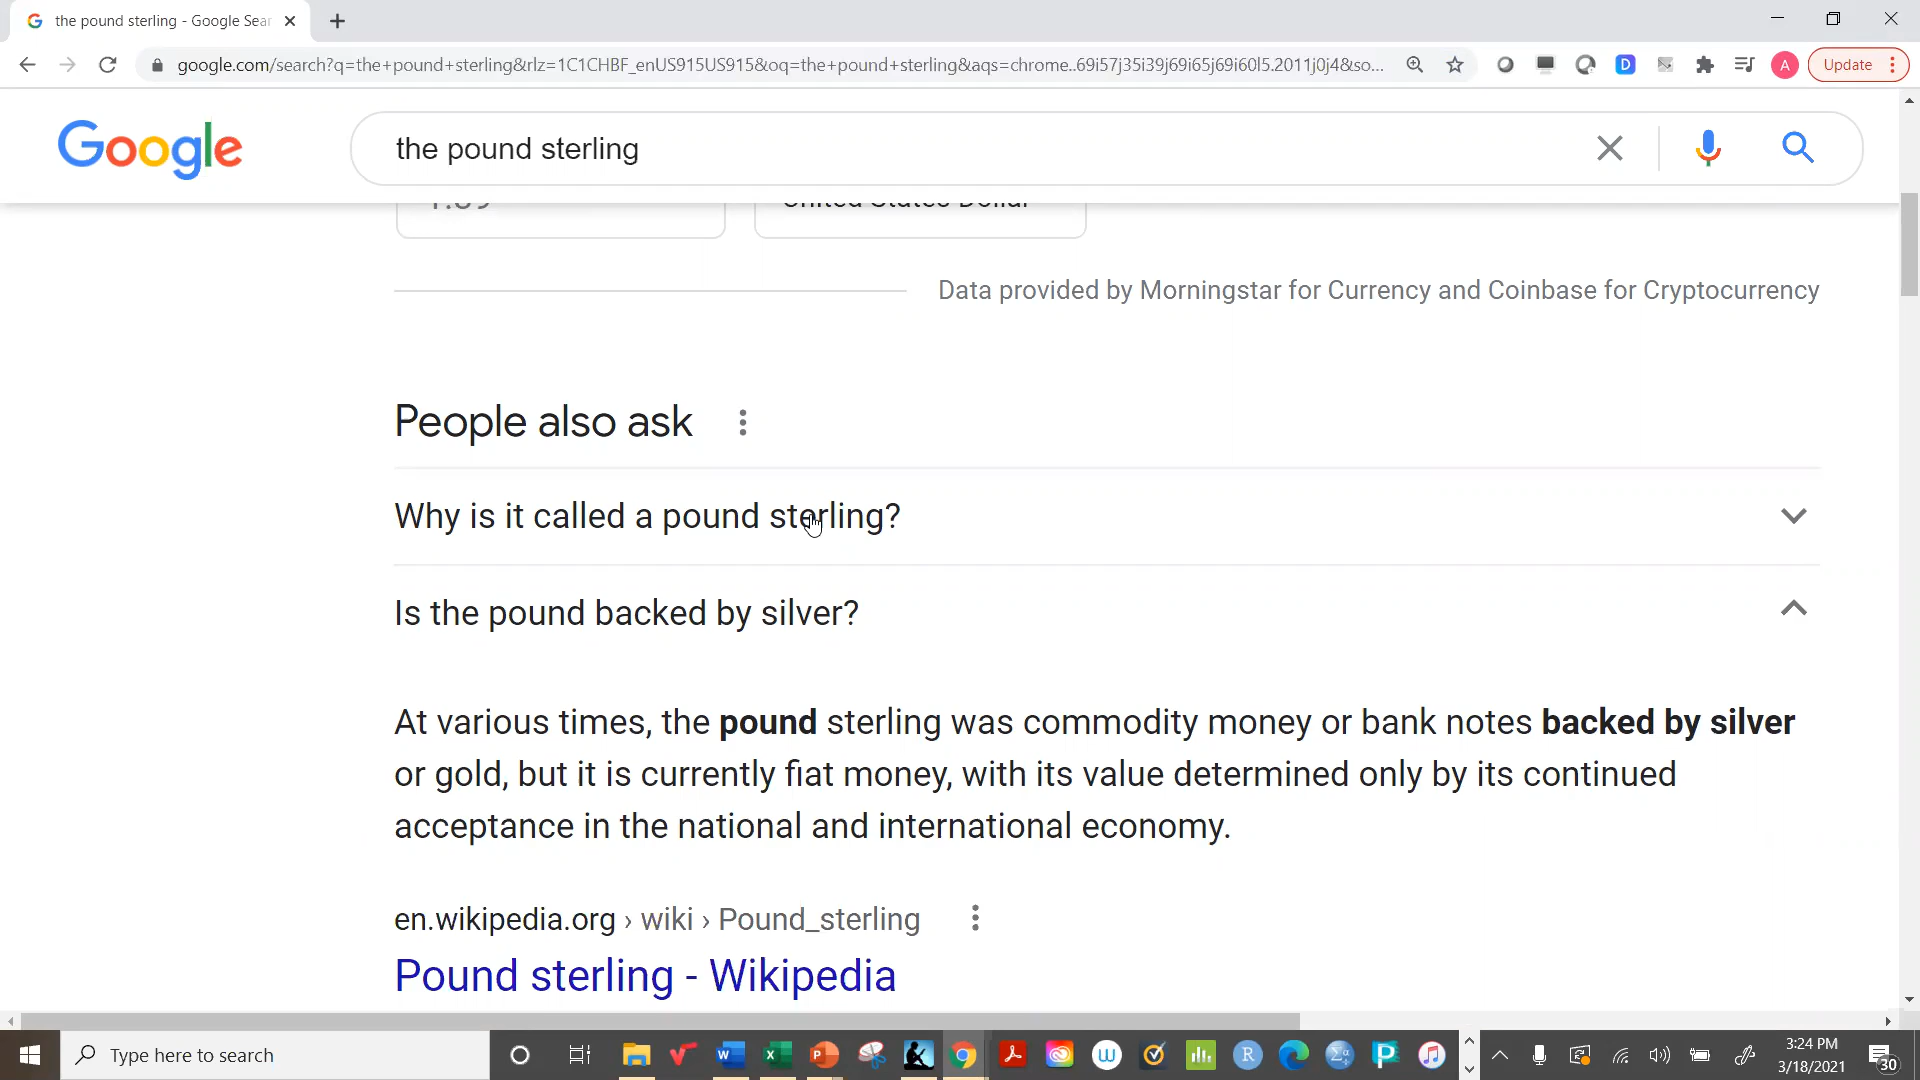 the pound sterling - Google Sear
google.com/search?q=the+pound+sterling&rlz=1C1CHBF_enUS915US915&oq=the+pound+sterling&aqs=chrome..69i57j35i39j69i65j69i60l5.2011j0j4&so...
D
A
Update
Google
the pound sterling
1.39
United States Dollar
Data provided by Morningstar for Currency and Coinbase for Cryptocurrency
People also ask
Why is it called a pound sterling?
Is the pound backed by silver?
At various times, the pound sterling was commodity money or bank notes backed by silver
or gold, but it is currently fiat money, with its value determined only by its continued
acceptance in the national and international economy.
en.wikipedia.org › wiki › Pound_sterling
Pound sterling - Wikipedia
Type here to search
3:24 PM
3/18/2021
30